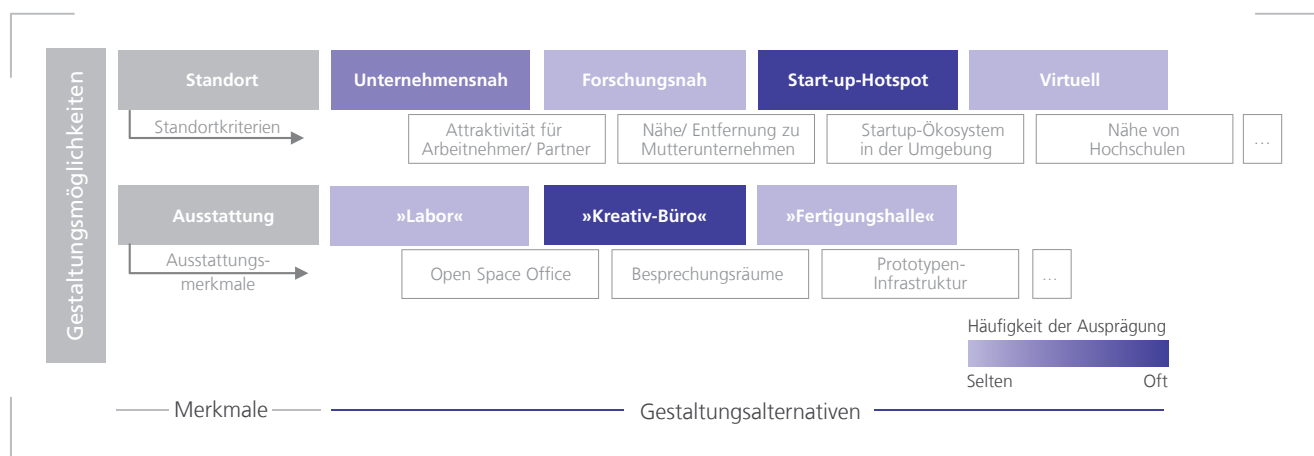 Gestaltungsmöglichkeiten
Standort
Unternehmensnah
Forschungsnah
Start-up-Hotspot
Virtuell
Standortkriterien
Attraktivität für
Arbeitnehmer/ Partner
Nähe/ Entfernung zu
Mutterunternehmen
Startup-Ökosystem
in der Umgebung
Nähe von
Hochschulen
...
Ausstattung
»Labor«
»Kreativ-Büro«
»Fertigungshalle«
Ausstattungs-
merkmale
Open Space Office
Besprechungsräume
Prototypen-
Infrastruktur
...
Häufigkeit der Ausprägung
Selten
Oft
Merkmale
Gestaltungsalternativen